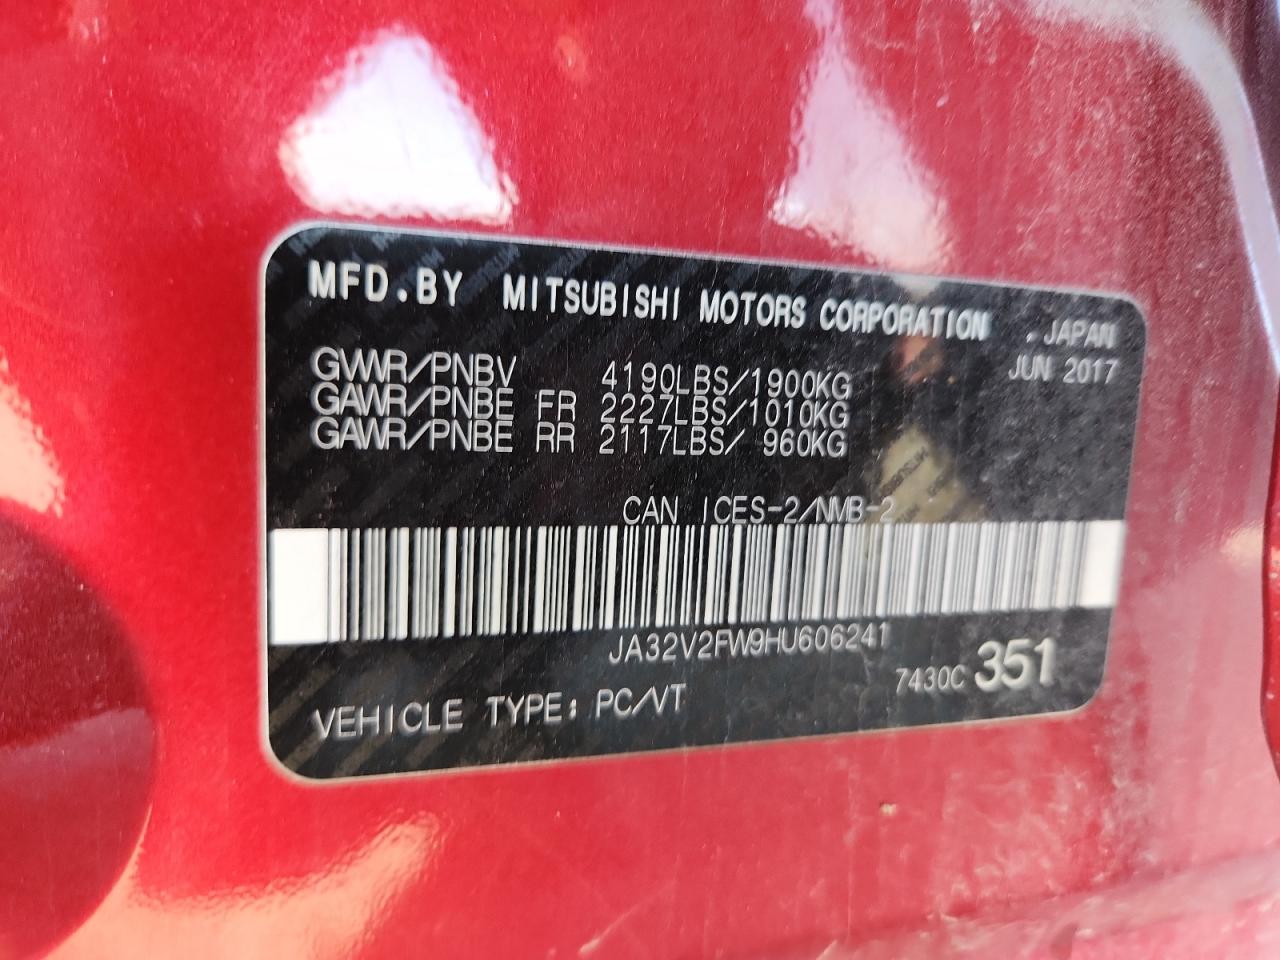 MFD.BY MITSUBISHI MOTORS CORPORATION .JAPAN
JUN 2017
GVWR/PNBV 4190LBS/1900KG
GAWR/PNBE FR 2227LBS/1010KG
GAWR/PNBE RR 2117LBS/ 960KG
CAN ICES-2/NMB-2
JA32V2FW9HU606241
7430C 351
VEHICLE TYPE: PC/VT